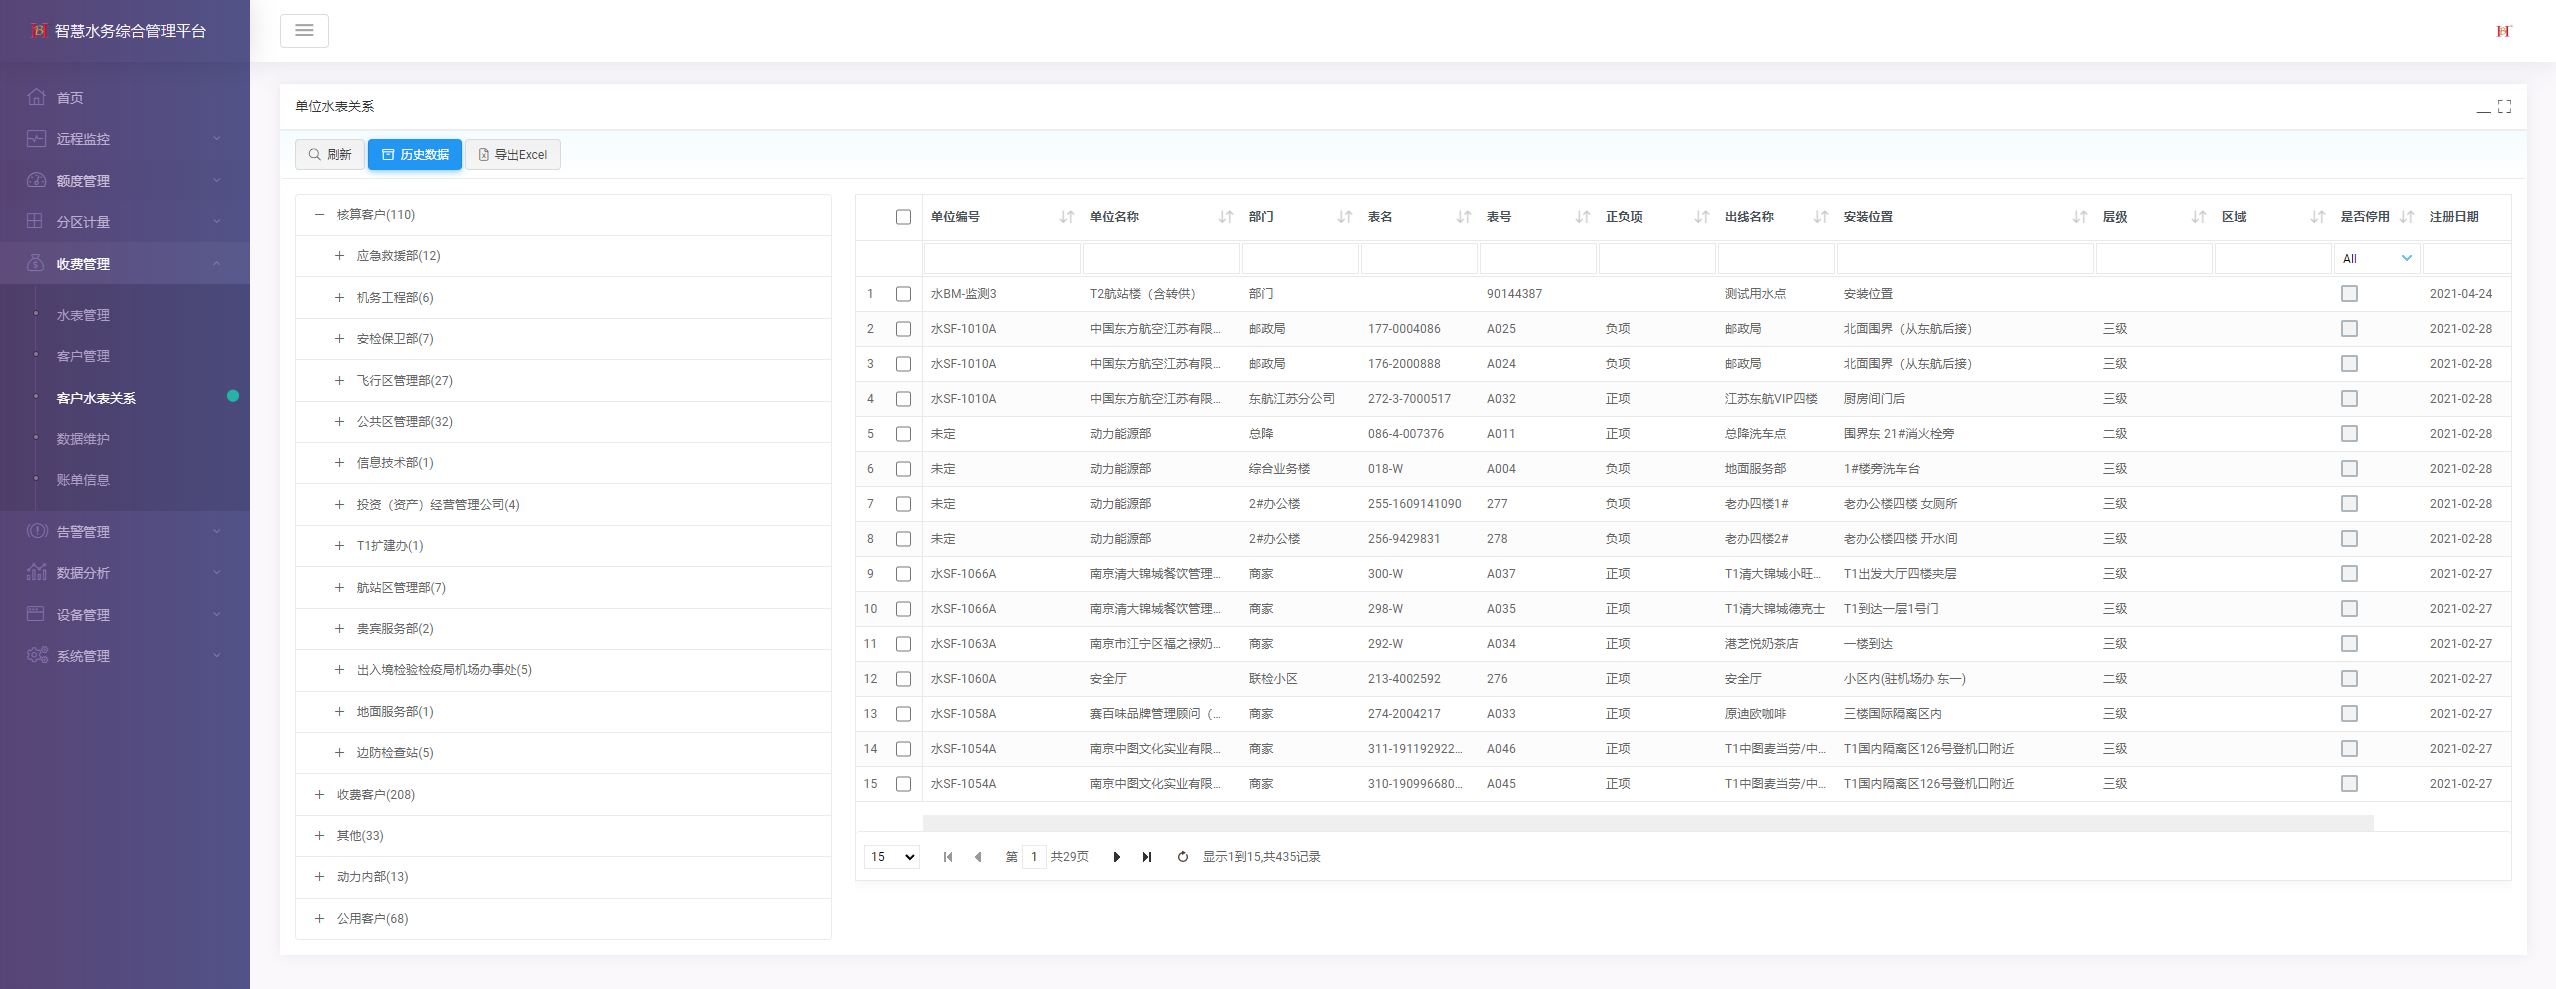 智慧水务综合管理平台
首页
远程监控
额度管理
分区计量
收费管理
水表管理
客户管理
客户水表关系
数据维护
账单信息
告警管理
数据分析
设备管理
系统管理
单位水表关系
刷新 历史数据 导出Excel
核算客户(110)
应急救援部(12)
机务工程部(6)
安检保卫部(7)
飞行区管理部(27)
公共区管理部(32)
信息技术部(1)
投资（资产）经营管理公司(4)
T1扩建办(1)
航站区管理部(7)
贵宾服务部(2)
出入境检验检疫局机场办事处(5)
地面服务部(1)
边防检查站(5)
收费客户(208)
其他(33)
动力内部(13)
公用客户(68)
单位编号 单位名称 部门 表名 表号 正负项 出线名称 安装位置 层级 区域 是否停用 注册日期
All
1 水BM-监测3 T2航站楼（含转供） 部门 90144387 测试用水点 安装位置 2021-04-24
2 水SF-1010A 中国东方航空江苏有限... 邮政局 177-0004086 A025 负项 邮政局 北面围界（从东航后接） 三级 2021-02-28
3 水SF-1010A 中国东方航空江苏有限... 邮政局 176-2000888 A024 负项 邮政局 北面围界（从东航后接） 三级 2021-02-28
4 水SF-1010A 中国东方航空江苏有限... 东航江苏分公司 272-3-7000517 A032 正项 江苏东航VIP四楼 厨房间门后 三级 2021-02-28
5 未定 动力能源部 总降 086-4-007376 A011 正项 总降洗车点 围界东 21#消火栓旁 二级 2021-02-28
6 未定 动力能源部 综合业务楼 018-W A004 负项 地面服务部 1#楼旁洗车台 三级 2021-02-28
7 未定 动力能源部 2#办公楼 255-1609141090 277 负项 老办四楼1# 老办公楼四楼 女厕所 三级 2021-02-28
8 未定 动力能源部 2#办公楼 256-9429831 278 负项 老办四楼2# 老办公楼四楼 开水间 三级 2021-02-28
9 水SF-1066A 南京清大锦城餐饮管理... 商家 300-W A037 正项 T1清大锦城小旺... T1出发大厅四楼夹层 三级 2021-02-27
10 水SF-1066A 南京清大锦城餐饮管理... 商家 298-W A035 正项 T1清大锦城德克士 T1到达一层1号门 三级 2021-02-27
11 水SF-1063A 南京市江宁区福之禄奶... 商家 292-W A034 正项 港芝悦奶茶店 一楼到达 三级 2021-02-27
12 水SF-1060A 安全厅 联检小区 213-4002592 276 正项 安全厅 小区内(驻机场办 东一) 二级 2021-02-27
13 水SF-1058A 赛百味品牌管理顾问（... 商家 274-2004217 A033 正项 原迪欧咖啡 三楼国际隔离区内 三级 2021-02-27
14 水SF-1054A 南京中图文化实业有限... 商家 311-191192922... A046 正项 T1中图麦当劳/中... T1国内隔离区126号登机口附近 三级 2021-02-27
15 水SF-1054A 南京中图文化实业有限... 商家 310-190996680... A045 正项 T1中图麦当劳/中... T1国内隔离区126号登机口附近 三级 2021-02-27
15 第 1 共29页 显示1到15,共435记录